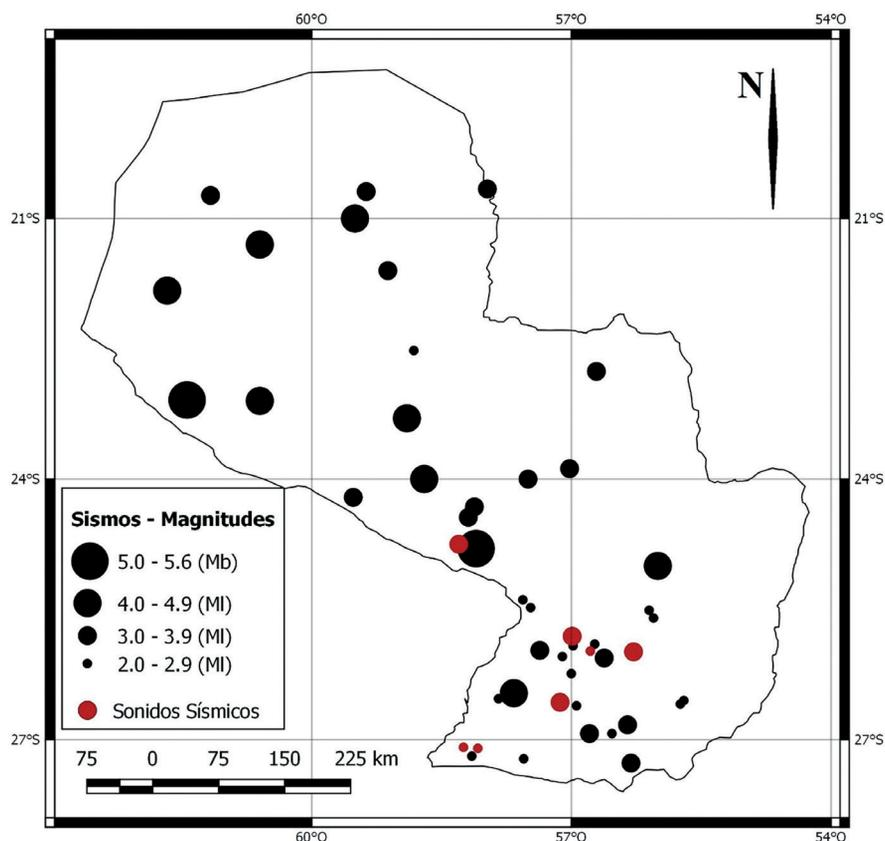 60°O 57°O 54°O
N
21°S 21°S
24°S 24°S
Sismos - Magnitudes
5.0 - 5.6 (Mb)
4.0 - 4.9 (Ml)
3.0 - 3.9 (Ml)
2.0 - 2.9 (Ml)
Sonidos Sísmicos
27°S 27°S
75 0 75 150 225 km
60°O 57°O 54°O